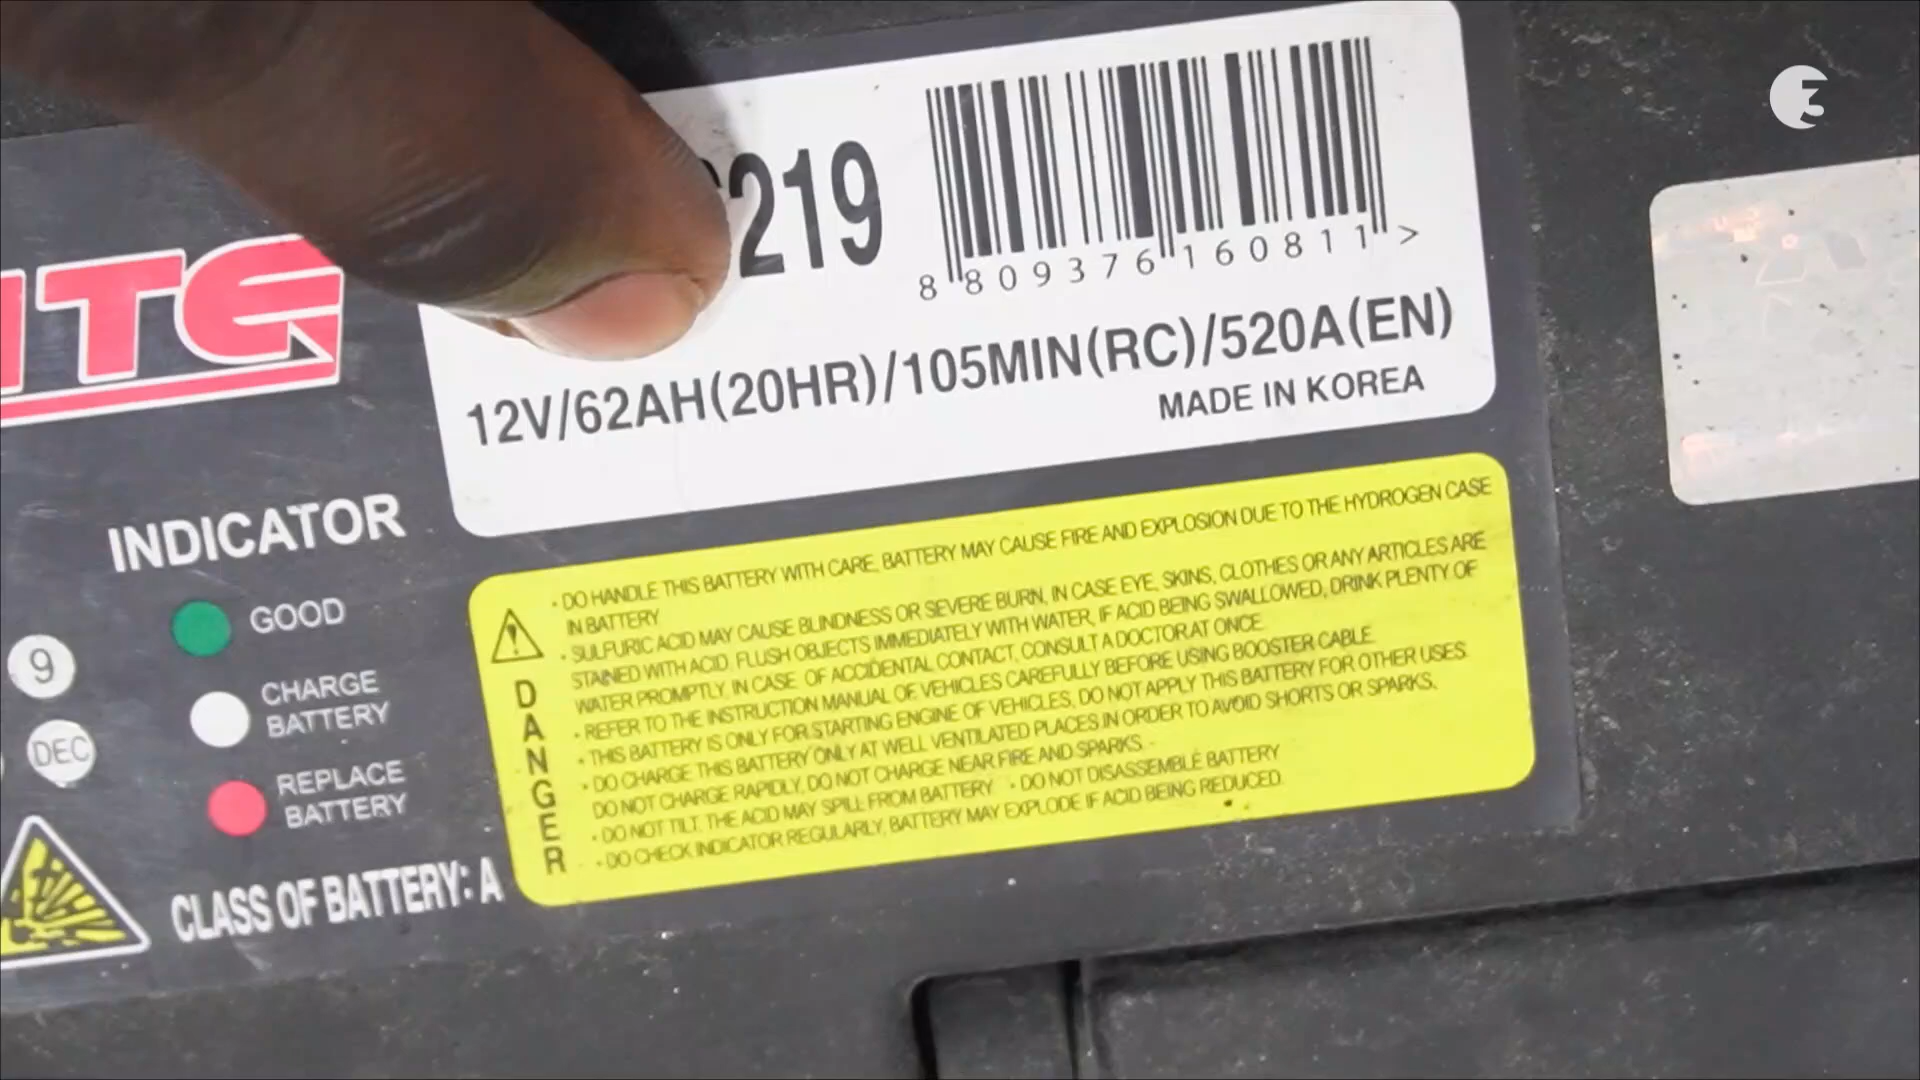 219
8 809376 160811 >
12V/62AH(20HR)/105MIN(RC)/520A(EN)
MADE IN KOREA
INDICATOR
GOOD
CHARGE
BATTERY
REPLACE
BATTERY
9
DEC
CLASS OF BATTERY: A
DANGER
• DO HANDLE THIS BATTERY WITH CARE, BATTERY MAY CAUSE FIRE AND EXPLOSION DUE TO THE HYDROGEN CASE
IN BATTERY
• SULFURIC ACID MAY CAUSE BLINDNESS OR SEVERE BURN, IN CASE EYE, SKINS, CLOTHES OR ANY ARTICLES ARE
STAINED WITH ACID, FLUSH OBJECTS IMMEDIATELY WITH WATER, IF ACID BEING SWALLOWED, DRINK PLENTY OF
WATER PROMPTLY. IN CASE OF ACCIDENTAL CONTACT, CONSULT A DOCTOR AT ONCE.
• REFER TO THE INSTRUCTION MANUAL OF VEHICLES CAREFULLY BEFORE USING BOOSTER CABLE.
• THIS BATTERY IS ONLY FOR STARTING ENGINE OF VEHICLES, DO NOT APPLY THIS BATTERY FOR OTHER USES.
• DO CHARGE THIS BATTERY ONLY AT WELL VENTILATED PLACES IN ORDER TO AVOID SHORTS OR SPARKS,
DO NOT CHARGE RAPIDLY, DO NOT CHARGE NEAR FIRE AND SPARKS.
• DO NOT TILT. THE ACID MAY SPILL FROM BATTERY • DO NOT DISASSEMBLE BATTERY
• DO CHECK INDICATOR REGULARLY, BATTERY MAY EXPLODE IF ACID BEING REDUCED.